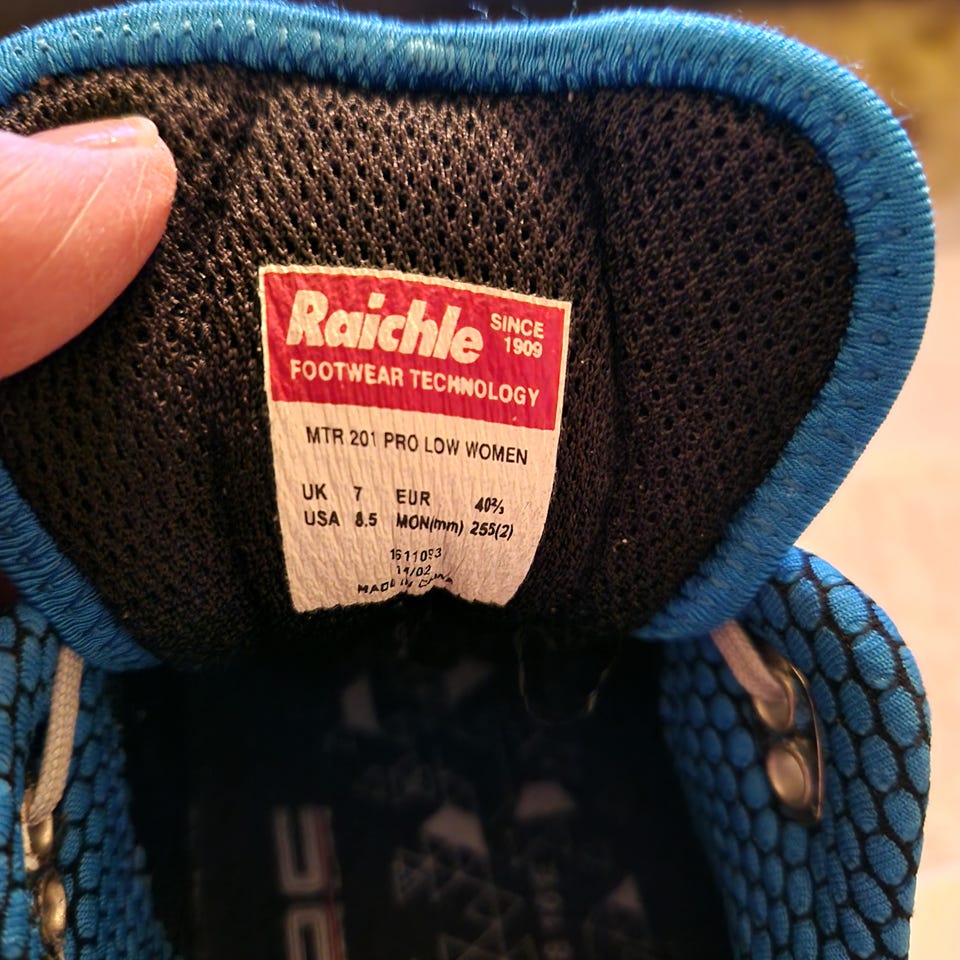 Raichle SINCE 1909
FOOTWEAR TECHNOLOGY
MTR 201 PRO LOW WOMEN
UK 7 EUR 40⅔
USA 8.5 MON(mm) 255(2)
1611093
14/02
MADE IN CHINA